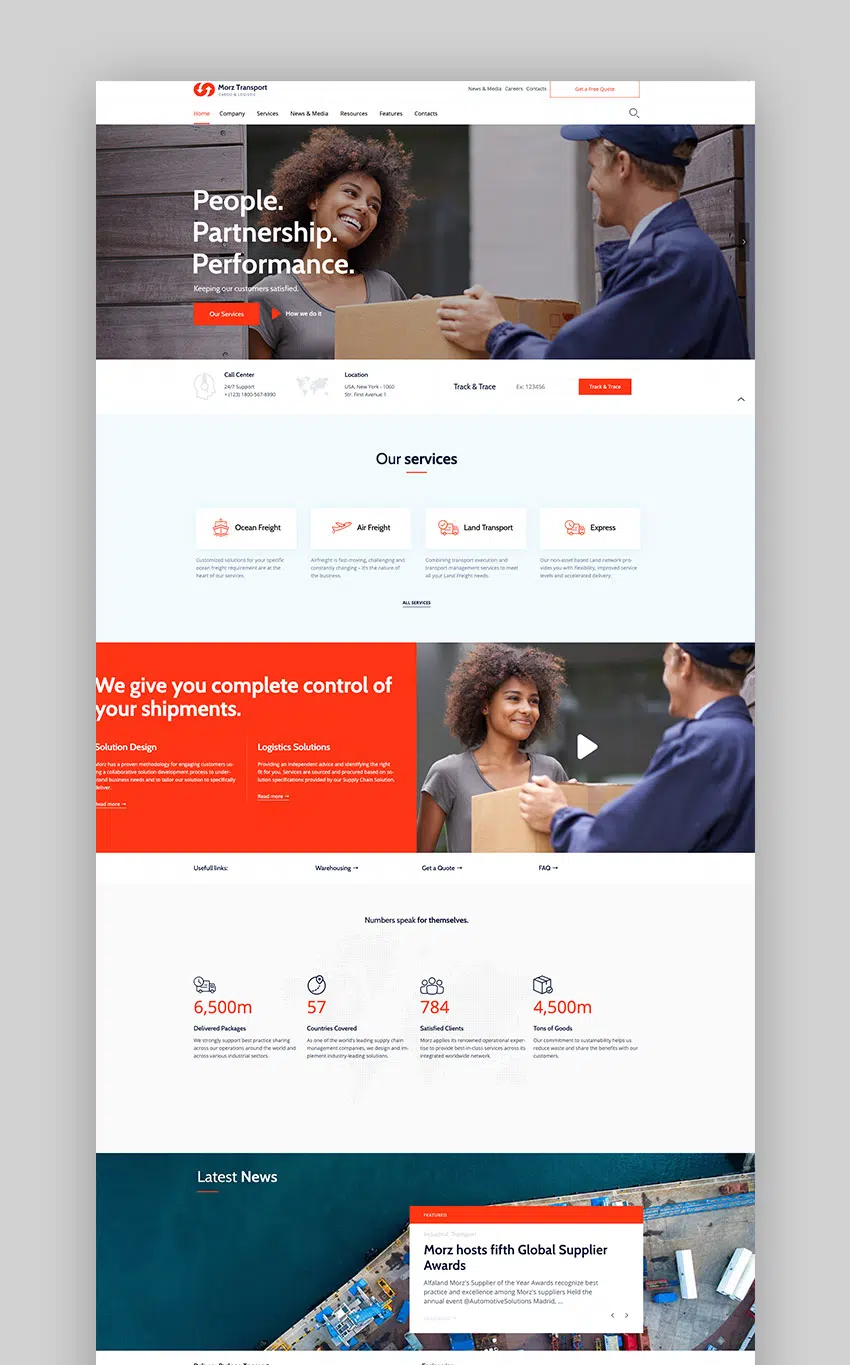 Morz Transport
CARGO & LOGISTIC
News & Media Careers Contacts
Get a Free Quote
Home Company Services News & Media Resources Features Contacts
People.
Partnership.
Performance.
Keeping our customers satisfied.
Our Services
How we do it
Call Center
24/7 Support
+ (123) 1800-567-8990
Location
USA, New York - 1060
Str. First Avenue 1
Track & Trace
Ex: 123456
Track & Trace
Our services
Ocean Freight
Customized solutions for your specific
ocean freight requirement are at the
heart of our services.
Air Freight
Airfreight is fast-moving, challenging and
constantly changing – it's the nature of
the business.
Land Transport
Combining transport execution and
transport management services to meet
all your Land Freight needs.
Express
Our non-asset based Land network pro-
vides you with flexibility, improved service
levels and accelerated delivery.
ALL SERVICES
We give you complete control of
your shipments.
Solution Design
Morz has a proven methodology for engaging customers us-
ing a collaborative solution development process to under-
stand business needs and to tailor our solution to specifically
deliver.
Read more →
Logistics Solutions
Providing an independent advice and identifying the right
fit for you. Services are sourced and procured based on so-
lution specifications provided by our Supply Chain Solution.
Read more →
Usefull links:
Warehousing →
Get a Quote →
FAQ →
Numbers speak for themselves.
6,500m
Delivered Packages
We strongly support best practice sharing
across our operations around the world and
across various industrial sectors.
57
Countries Covered
As one of the world's leading supply chain
management companies, we design and im-
plement industry-leading solutions.
784
Satisfied Clients
Morz applies its renowned operational exper-
tise to provide best-in-class services across its
integrated worldwide network.
4,500m
Tons of Goods
Our commitment to sustainability helps us
reduce waste and share the benefits with our
customers.
Latest News
FEATURED
Industrial, Transport
Morz hosts fifth Global Supplier
Awards
Alfaland Morz's Supplier of the Year Awards recognize best
practice and excellence among Morz's suppliers Held the
annual event @AutomotiveSolutions Madrid, ...